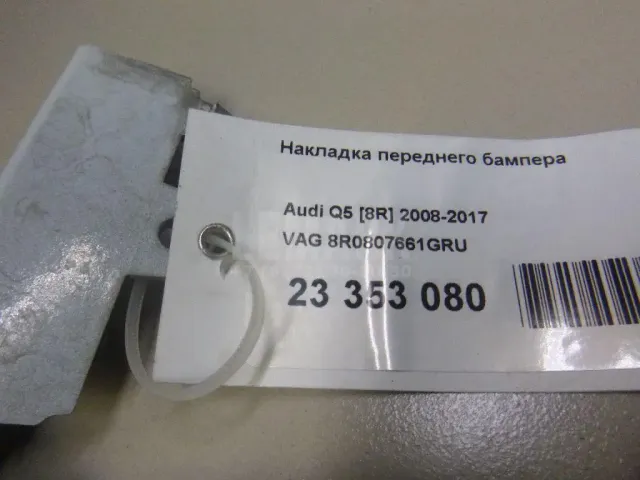 Накладка переднего бампера
Audi Q5 [8R] 2008-2017
VAG 8R0807661GRU
23 353 080